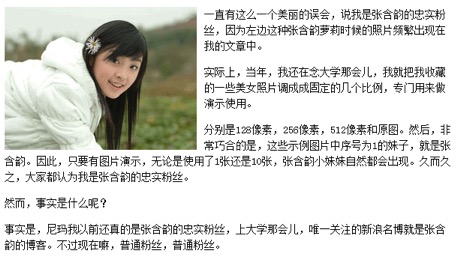 一直有这么一个美丽的误会，说我是张含韵的忠实粉
丝，因为左边这种张含韵萝莉时候的照片频繁出现在
我的文章中。
实际上，当年，我还在念大学那会儿，我就把我收藏
的一些美女照片调成成固定的几个比例，专门用来做
演示使用。
分别是128像素，256像素，512像素和原图。然后，非
常巧合的是，这些示例图片中序号为1的妹子，就是张
含韵。因此，只要有图片演示，无论是使用了1张还是10张，张含韵小妹妹自然都会出现。久而久
之，大家都认为我是张含韵的忠实粉丝。
然而，事实是什么呢？
事实是，尼玛我以前还真的是张含韵的忠实粉丝，上大学那会儿，唯一关注的新浪名博就是张含
韵的博客。不过现在嘛，普通粉丝，普通粉丝。